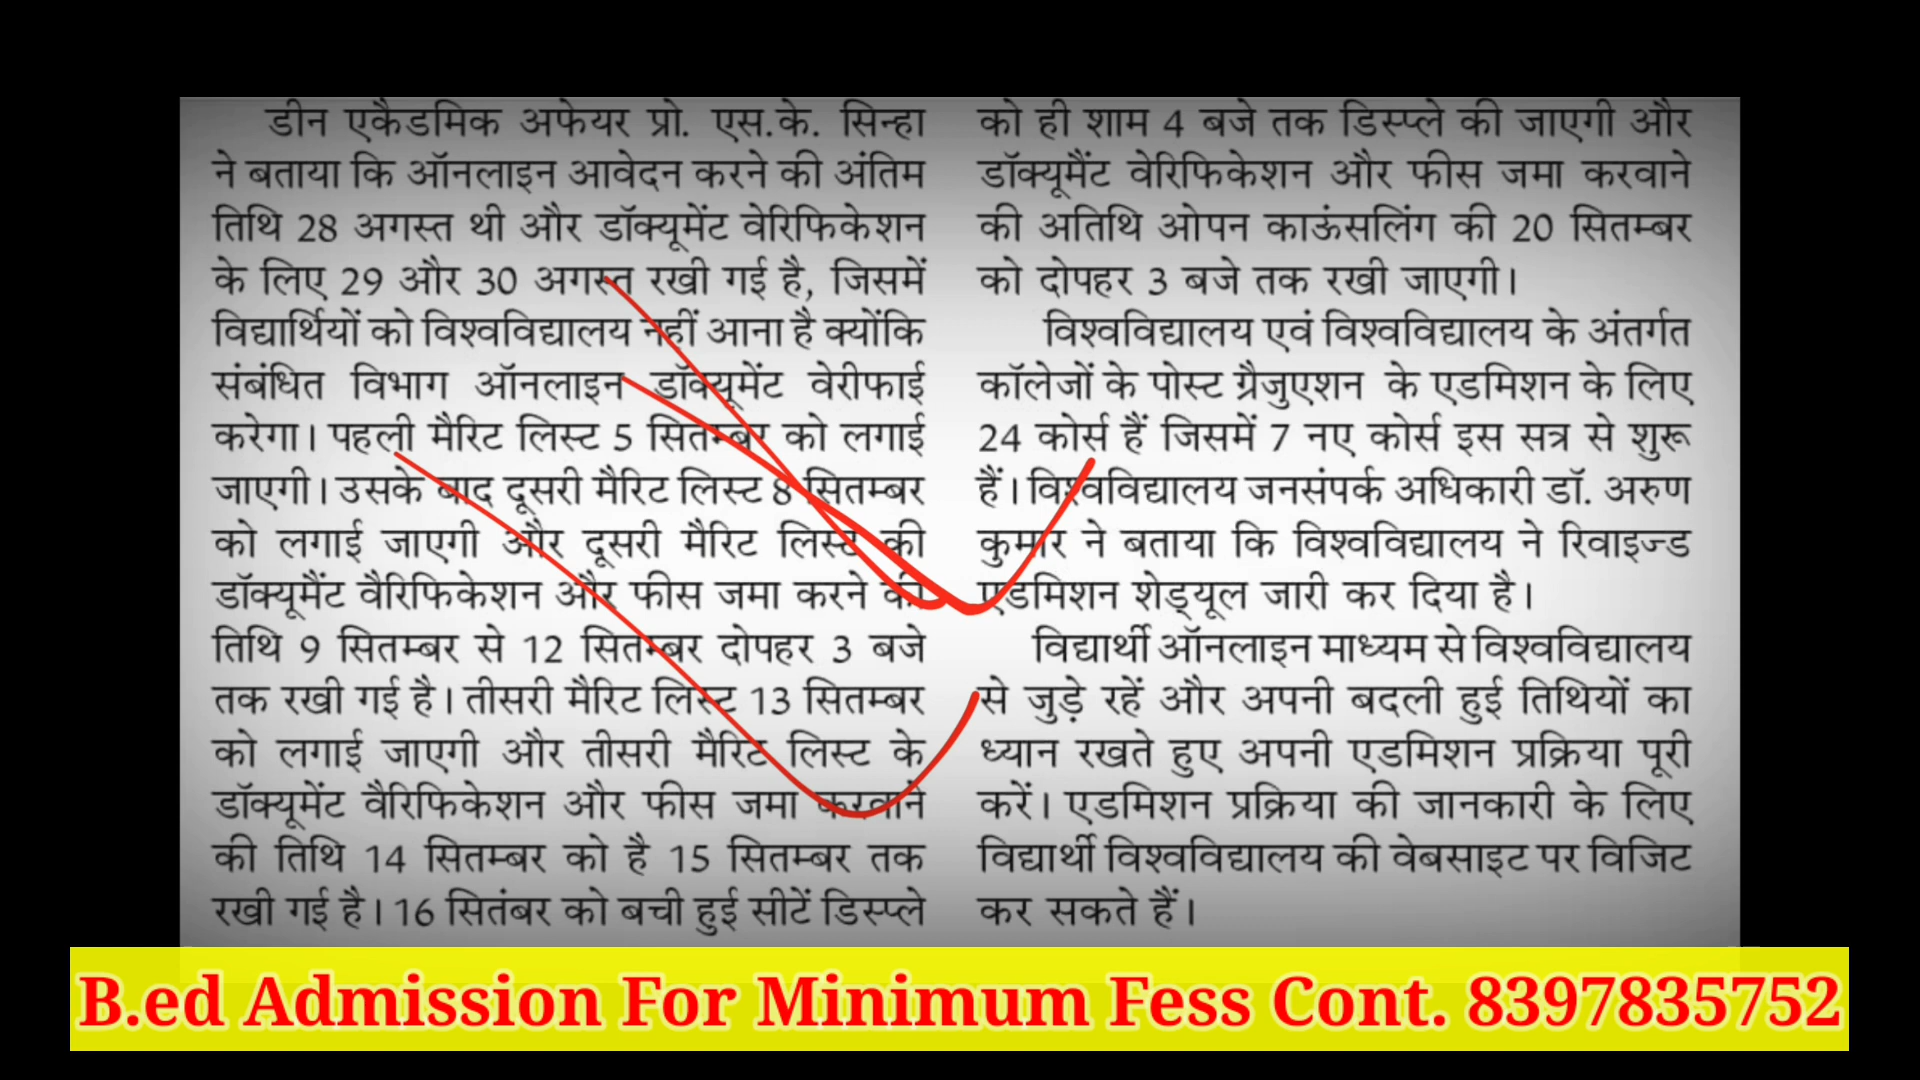 डीन एकैडमिक अफेयर प्रो. एस.के. सिन्हा
ने बताया कि ऑनलाइन आवेदन करने की अंतिम
तिथि 28 अगस्त थी और डॉक्यूमेंट वेरिफिकेशन
के लिए 29 और 30 अगस्त रखी गई है, जिसमें
विद्यार्थियों को विश्वविद्यालय नहीं आना है क्योंकि
संबंधित विभाग ऑनलाइन डॉक्यूमेंट वेरीफाई
करेगा। पहली मैरिट लिस्ट 5 सितम्बर को लगाई
जाएगी। उसके बाद दूसरी मैरिट लिस्ट 8 सितम्बर
को लगाई जाएगी और दूसरी मैरिट लिस्ट की
डॉक्यूमैंट वैरिफिकेशन और फीस जमा करने की
तिथि 9 सितम्बर से 12 सितम्बर दोपहर 3 बजे
तक रखी गई है। तीसरी मैरिट लिस्ट 13 सितम्बर
को लगाई जाएगी और तीसरी मैरिट लिस्ट के
डॉक्यूमेंट वैरिफिकेशन और फीस जमा करवाने
की तिथि 14 सितम्बर को है 15 सितम्बर तक
रखी गई है। 16 सितंबर को बची हुई सीटें डिस्प्ले
को ही शाम 4 बजे तक डिस्प्ले की जाएगी और
डॉक्यूमैंट वेरिफिकेशन और फीस जमा करवाने
की अतिथि ओपन काऊंसलिंग की 20 सितम्बर
को दोपहर 3 बजे तक रखी जाएगी।
विश्वविद्यालय एवं विश्वविद्यालय के अंतर्गत
कॉलेजों के पोस्ट ग्रैजुएशन के एडमिशन के लिए
24 कोर्स हैं जिसमें 7 नए कोर्स इस सत्र से शुरू
हैं। विश्वविद्यालय जनसंपर्क अधिकारी डॉ. अरुण
कुमार ने बताया कि विश्वविद्यालय ने रिवाइज्ड
एडमिशन शेड्यूल जारी कर दिया है।
विद्यार्थी ऑनलाइन माध्यम से विश्वविद्यालय
से जुड़े रहें और अपनी बदली हुई तिथियों का
ध्यान रखते हुए अपनी एडमिशन प्रक्रिया पूरी
करें। एडमिशन प्रक्रिया की जानकारी के लिए
विद्यार्थी विश्वविद्यालय की वेबसाइट पर विजिट
कर सकते हैं।
B.ed Admission For Minimum Fess Cont. 8397835752